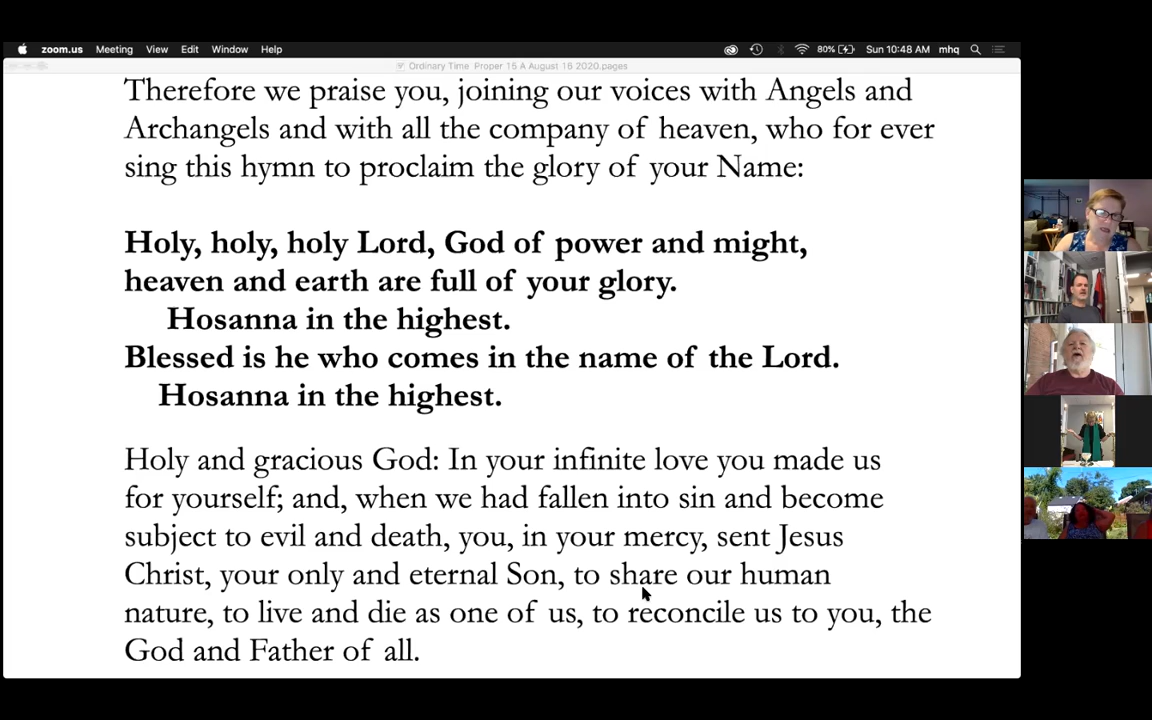 zoom.us Meeting View Edit Window Help 80% Sun 10:48 AM mhq
Ordinary Time Proper 15 A August 16 2020.pages
Therefore we praise you, joining our voices with Angels and
Archangels and with all the company of heaven, who for ever
sing this hymn to proclaim the glory of your Name:
Holy, holy, holy Lord, God of power and might,
heaven and earth are full of your glory.
Hosanna in the highest.
Blessed is he who comes in the name of the Lord.
Hosanna in the highest.
Holy and gracious God: In your infinite love you made us
for yourself; and, when we had fallen into sin and become
subject to evil and death, you, in your mercy, sent Jesus
Christ, your only and eternal Son, to share our human
nature, to live and die as one of us, to reconcile us to you, the
God and Father of all.